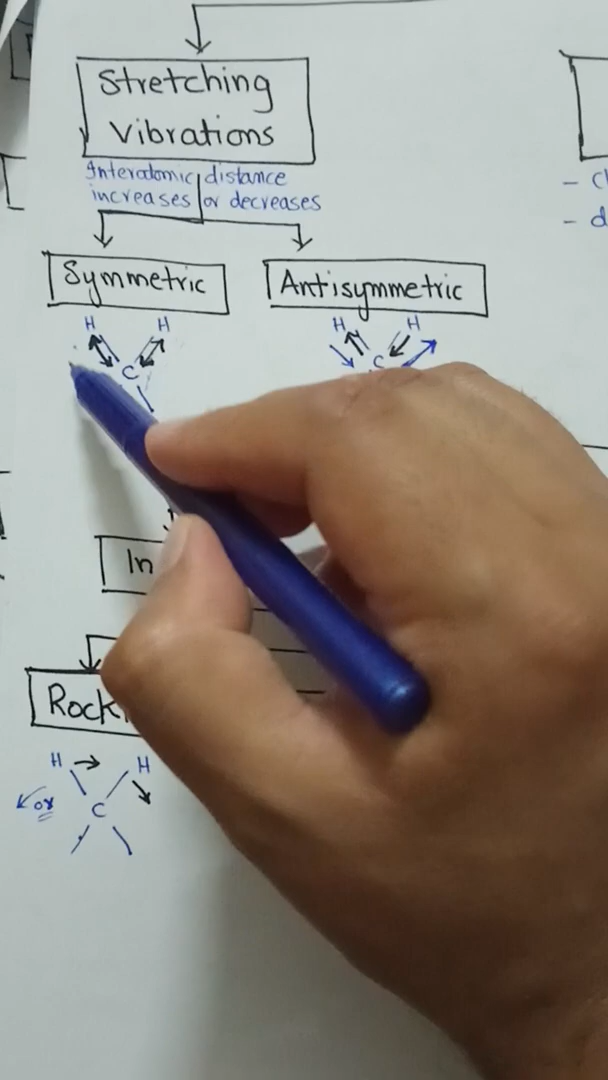 Stretching
Vibrations
Interatomic distance
increases or decreases
Symmetric
Antisymmetric
H H
C
H H
C
In
Rock
H H
or
C